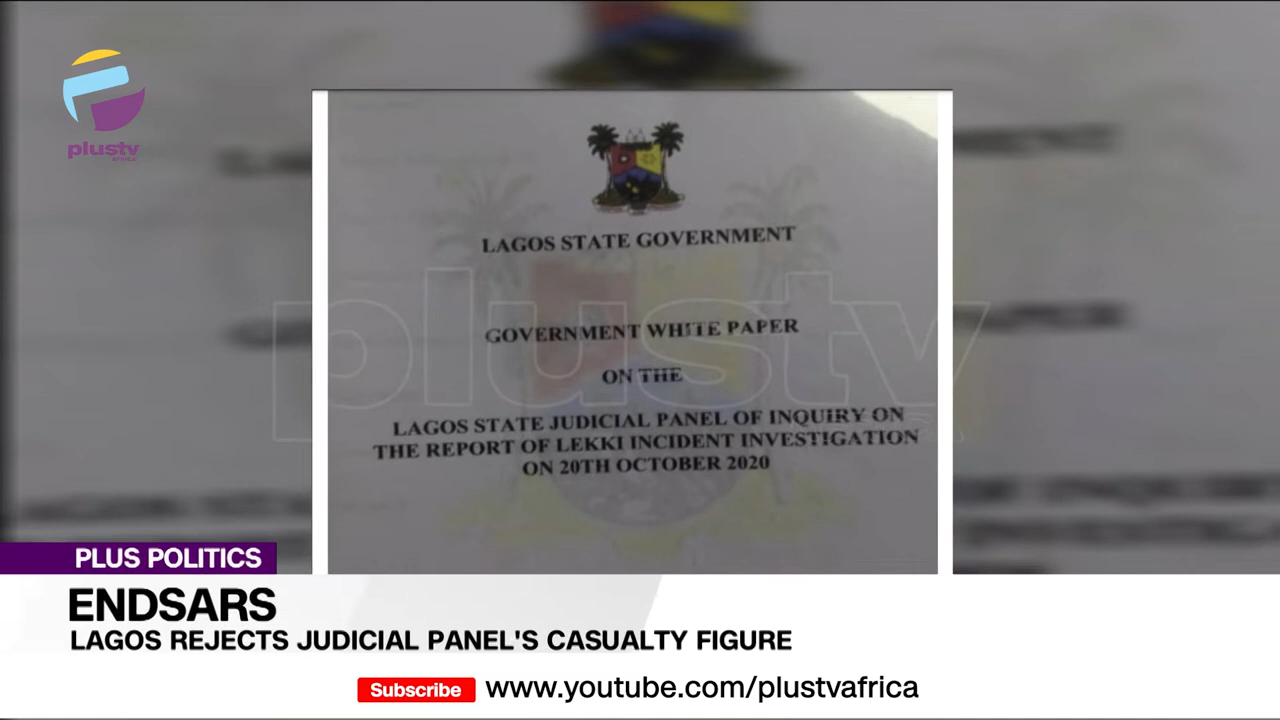 plustv
AFRICA
LAGOS STATE GOVERNMENT
GOVERNMENT WHITE PAPER
ON THE
LAGOS STATE JUDICIAL PANEL OF INQUIRY ON
THE REPORT OF LEKKI INCIDENT INVESTIGATION
ON 20TH OCTOBER 2020
plustv
PLUS POLITICS
ENDSARS
LAGOS REJECTS JUDICIAL PANEL'S CASUALTY FIGURE
Subscribe www.youtube.com/plustvafrica